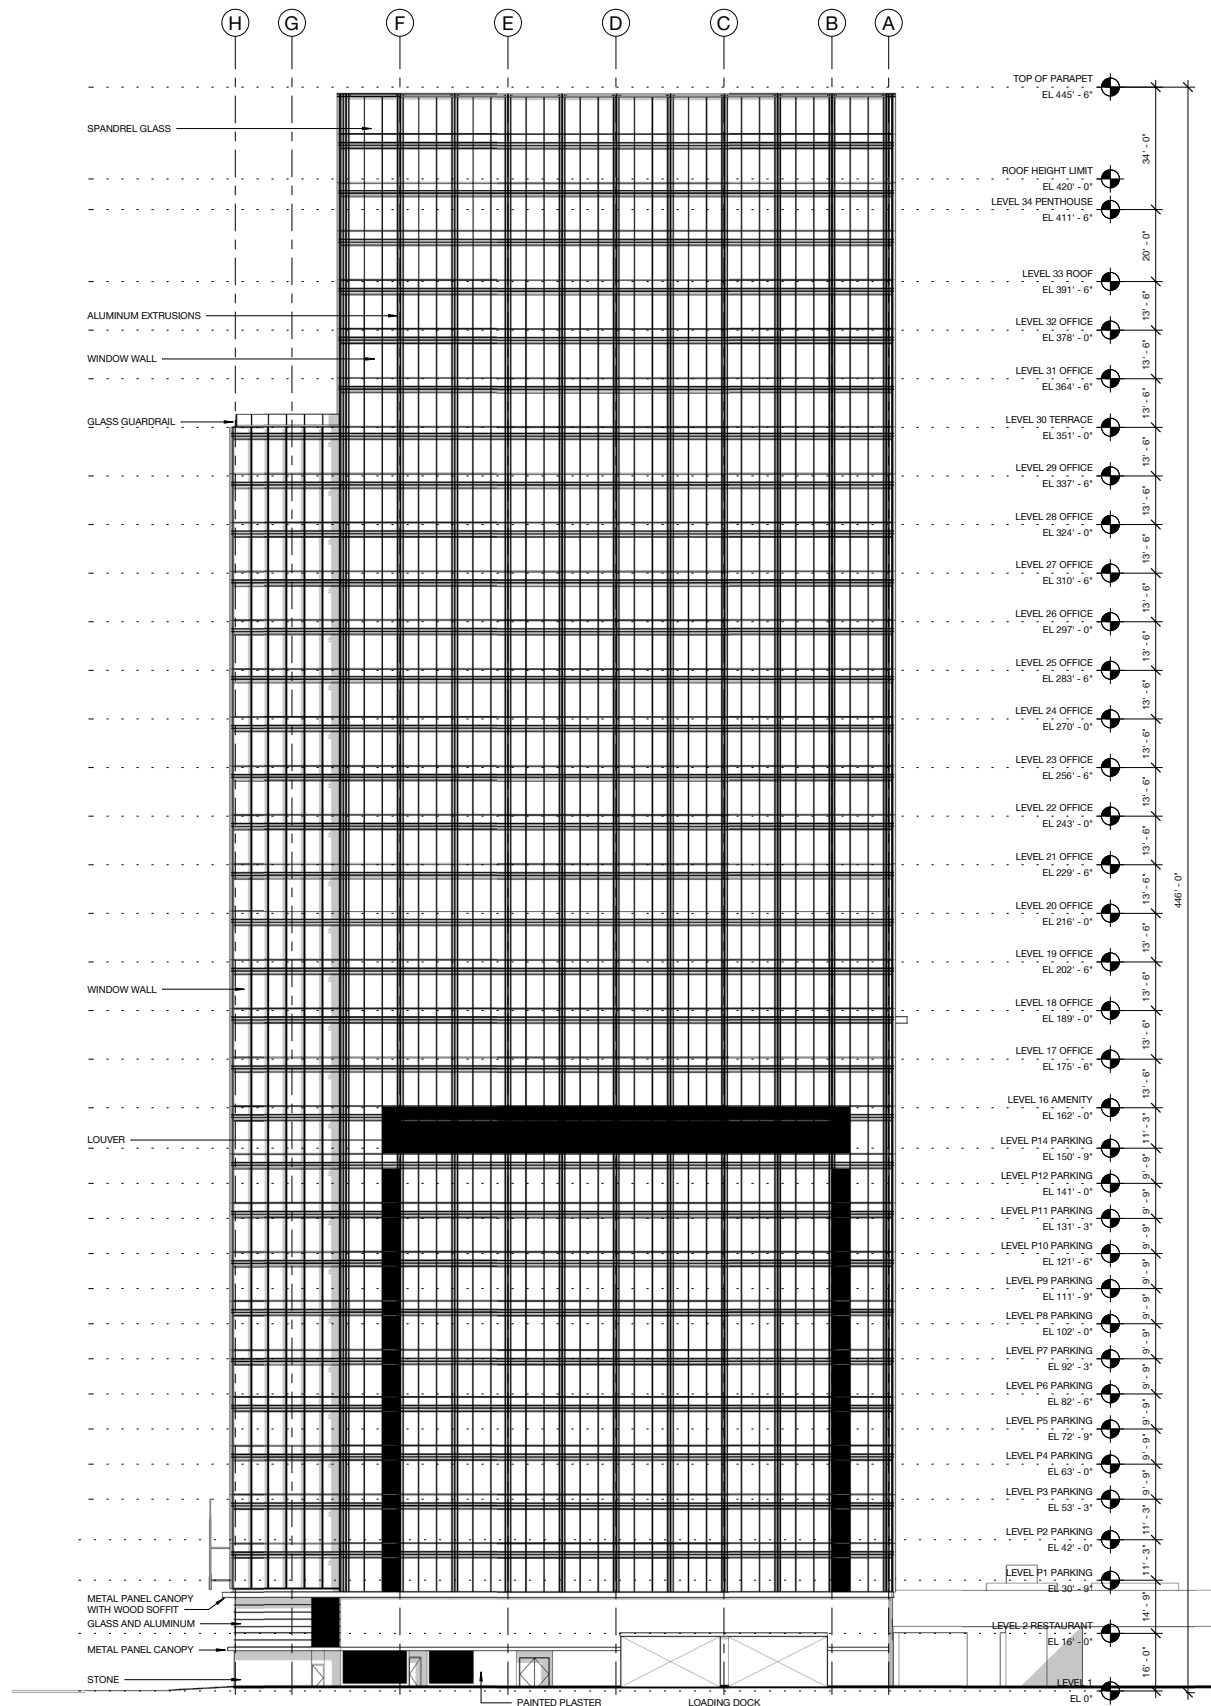 H G F E D C B A
TOP OF PARAPET
EL 445' - 6"
SPANDREL GLASS
34' - 0"
ROOF HEIGHT LIMIT
EL 420' - 0"
LEVEL 34 PENTHOUSE
EL 411' - 6"
20' - 0"
LEVEL 33 ROOF
EL 391' - 6"
13' - 6"
ALUMINUM EXTRUSIONS
LEVEL 32 OFFICE
EL 378' - 0"
13' - 6"
WINDOW WALL
LEVEL 31 OFFICE
EL 364' - 6"
13' - 6"
GLASS GUARDRAIL
LEVEL 30 TERRACE
EL 351' - 0"
13' - 6"
LEVEL 29 OFFICE
EL 337' - 6"
13' - 6"
LEVEL 28 OFFICE
EL 324' - 0"
13' - 6"
LEVEL 27 OFFICE
EL 310' - 6"
13' - 6"
LEVEL 26 OFFICE
EL 297' - 0"
13' - 6"
LEVEL 25 OFFICE
EL 283' - 6"
13' - 6"
LEVEL 24 OFFICE
EL 270' - 0"
13' - 6"
LEVEL 23 OFFICE
EL 256' - 6"
13' - 6"
LEVEL 22 OFFICE
EL 243' - 0"
13' - 6"
LEVEL 21 OFFICE
EL 229' - 6"
13' - 6"
446' - 0"
LEVEL 20 OFFICE
EL 216' - 0"
13' - 6"
LEVEL 19 OFFICE
EL 202' - 6"
13' - 6"
WINDOW WALL
LEVEL 18 OFFICE
EL 189' - 0"
13' - 6"
LEVEL 17 OFFICE
EL 175' - 6"
13' - 6"
LEVEL 16 AMENITY
EL 162' - 0"
11' - 3"
LOUVER
LEVEL P14 PARKING
EL 150' - 9"
9' - 9"
LEVEL P12 PARKING
EL 141' - 0"
9' - 9"
LEVEL P11 PARKING
EL 131' - 3"
9' - 9"
LEVEL P10 PARKING
EL 121' - 6"
9' - 9"
LEVEL P9 PARKING
EL 111' - 9"
9' - 9"
LEVEL P8 PARKING
EL 102' - 0"
9' - 9"
LEVEL P7 PARKING
EL 92' - 3"
9' - 9"
LEVEL P6 PARKING
EL 82' - 6"
9' - 9"
LEVEL P5 PARKING
EL 72' - 9"
9' - 9"
LEVEL P4 PARKING
EL 63' - 0"
9' - 9"
LEVEL P3 PARKING
EL 53' - 3"
11' - 3"
LEVEL P2 PARKING
EL 42' - 0"
11' - 3"
LEVEL P1 PARKING
EL 30' - 9"
14' - 9"
METAL PANEL CANOPY
WITH WOOD SOFFIT
GLASS AND ALUMINUM
LEVEL 2 RESTAURANT
EL 16' - 0"
16' - 0"
METAL PANEL CANOPY
STONE
LEVEL 1
EL 0"
PAINTED PLASTER
LOADING DOCK